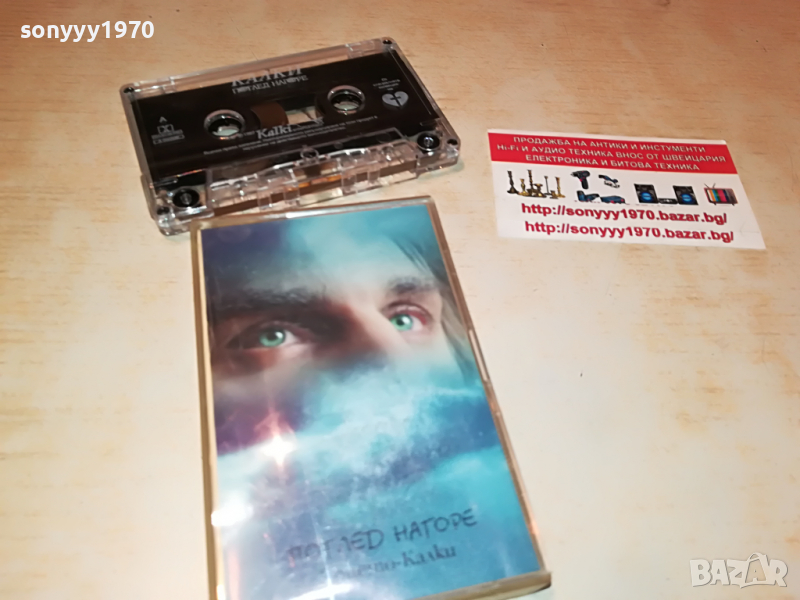 sonyyy1970
КАЛКИ
ПОГЛЕД НАГОРЕ
A
Kalki
ПРОДАЖБА НА АНТИКИ И ИНСТУМЕНТИ
Hi-Fi И АУДИО ТЕХНИКА ВНОС ОТ ШВЕЙЦАРИЯ
ЕЛЕКТРОНИКА И БИТОВА ТЕХНИКА
http://sonyyy1970.bazar.bg/
http://sonyyy1970.bazar.bg/
ПОГЛЕД НАГОРЕ
Калки
BAZAR.bg